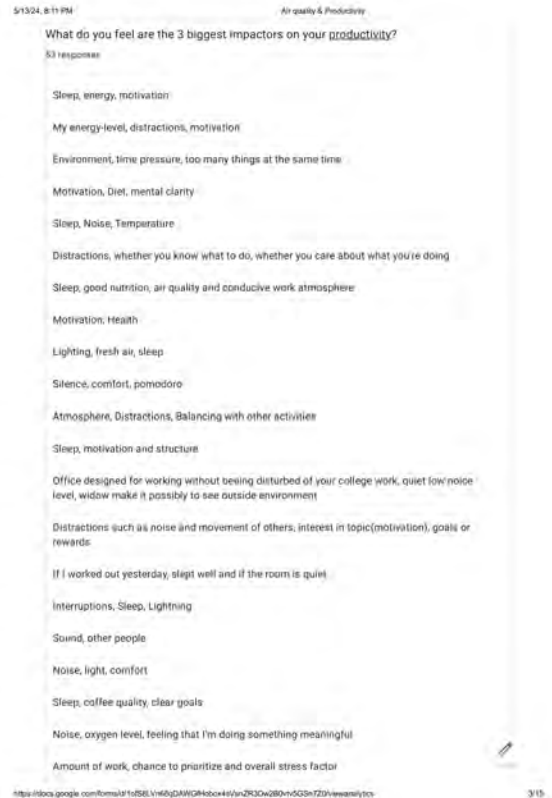 5/13/24, 8:11 PM
Air quality & Productivity
What do you feel are the 3 biggest impactors on your productivity?
53 responses
Sleep, energy, motivation
My energy-level, distractions, motivation
Environment, time pressure, too many things at the same time
Motivation, Diet, mental clarity
Sleep, Noise, Temperature
Distractions, whether you know what to do, whether you care about what you're doing
Sleep, good nutrition, air quality and conducive work atmosphere
Motivation, Health
Lighting, fresh air, sleep
Silence, comfort, pomodoro
Atmosphere, Distractions, Balancing with other activities
Sleep, motivation and structure
Office designed for working without beeing disturbed of your college work, quiet low noice
level, widow make it possibly to see outside environment
Distractions such as noise and movement of others, interest in topic(motivation), goals or
rewards
If I worked out yesterday, slept well and if the room is quiet
Interruptions, Sleep, Lightning
Sound, other people
Noise, light, comfort
Sleep, coffee quality, clear goals
Noise, oxygen level, feeling that I'm doing something meaningful
Amount of work, chance to prioritize and overall stress factor
3/15